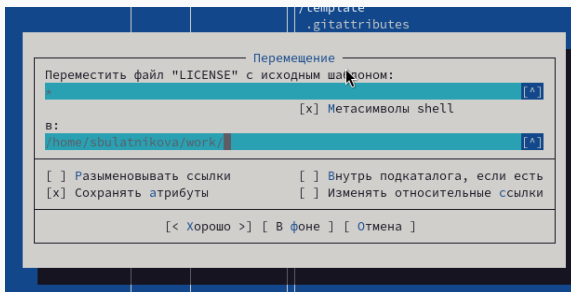 /template
.gitattributes
Перемещение
Переместить файл "LICENSE" с исходным шаблоном:
*
[^]
[x] Метасимволы shell
в:
/home/sbulatnikova/work/
[^]
[ ] Разыменовывать ссылки
[ ] Внутрь подкаталога, если есть
[x] Сохранять атрибуты
[ ] Изменять относительные ссылки
[< Хорошо >] [ В фоне ] [ Отмена ]